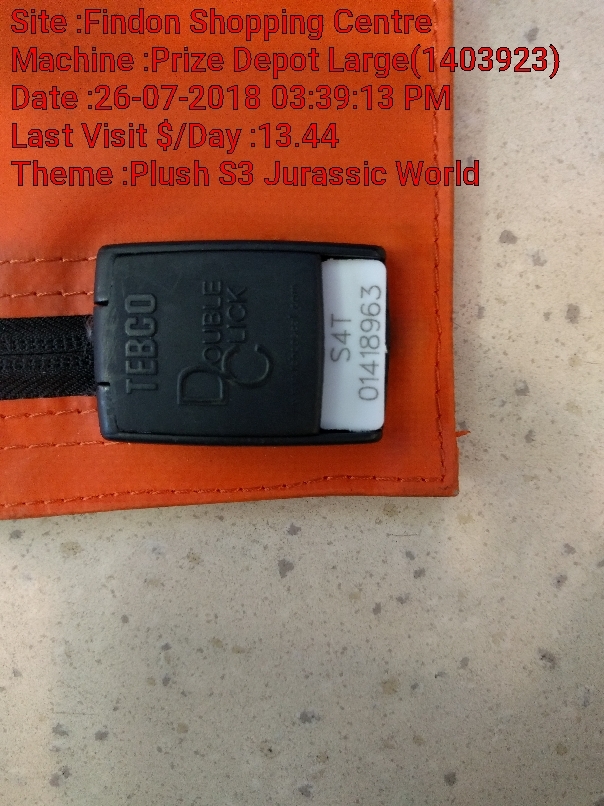 Site :Findon Shopping Centre
Machine :Prize Depot Large(1403923)
Date :26-07-2018 03:39:13 PM
Last Visit $/Day :13.44
Theme :Plush S3 Jurassic World
TEBCO
DOUBLE
CLICK
S4T
01418963